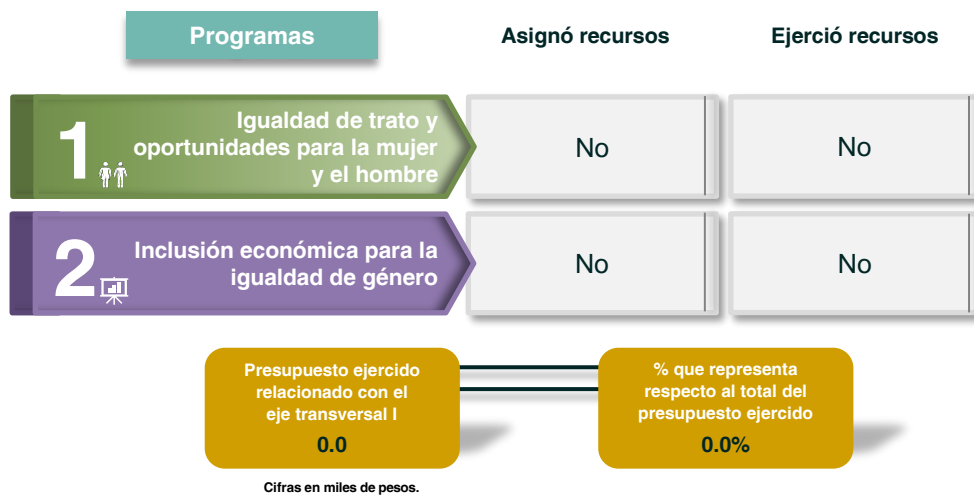 Programas
Asignó recursos
Ejerció recursos
1
Igualdad de trato y
oportunidades para la mujer
y el hombre
No
No
2
Inclusión económica para la
igualdad de género
No
No
Presupuesto ejercido
relacionado con el
eje transversal I
0.0
% que representa
respecto al total del
presupuesto ejercido
0.0%
Cifras en miles de pesos.